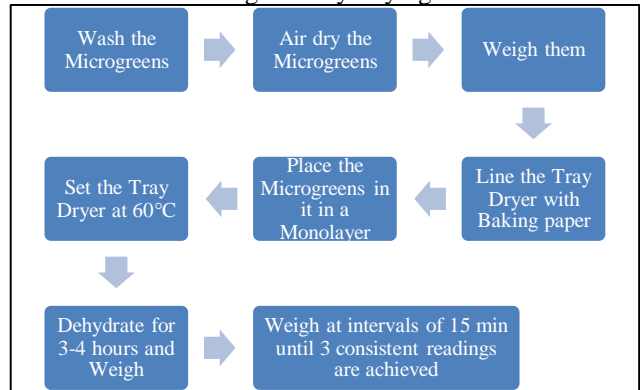 Wash the
Microgreens
Air dry the
Microgreens
Weigh them
Line the Tray
Dryer with
Baking paper
Place the
Microgreens in
it in a
Monolayer
Set the Tray
Dryer at 60°C
Dehydrate for
3-4 hours and
Weigh
Weigh at intervals of 15 min
until 3 consistent readings
are achieved